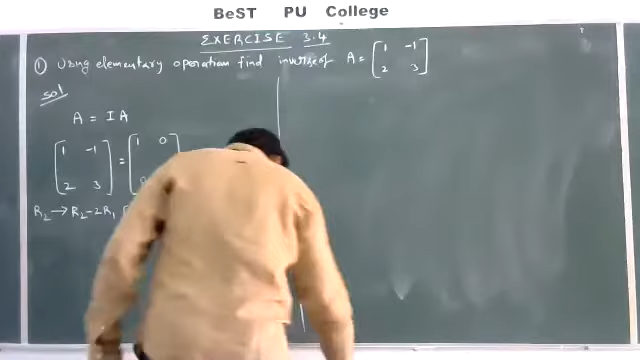 BeST PU College
EXERCISE 3.4
① Using elementary operation find inverse of A = [1 -1
2 3]
Sol
A = I A
[1 -1
2 3] = [1 0
0
R₂ → R₂ - 2R₁